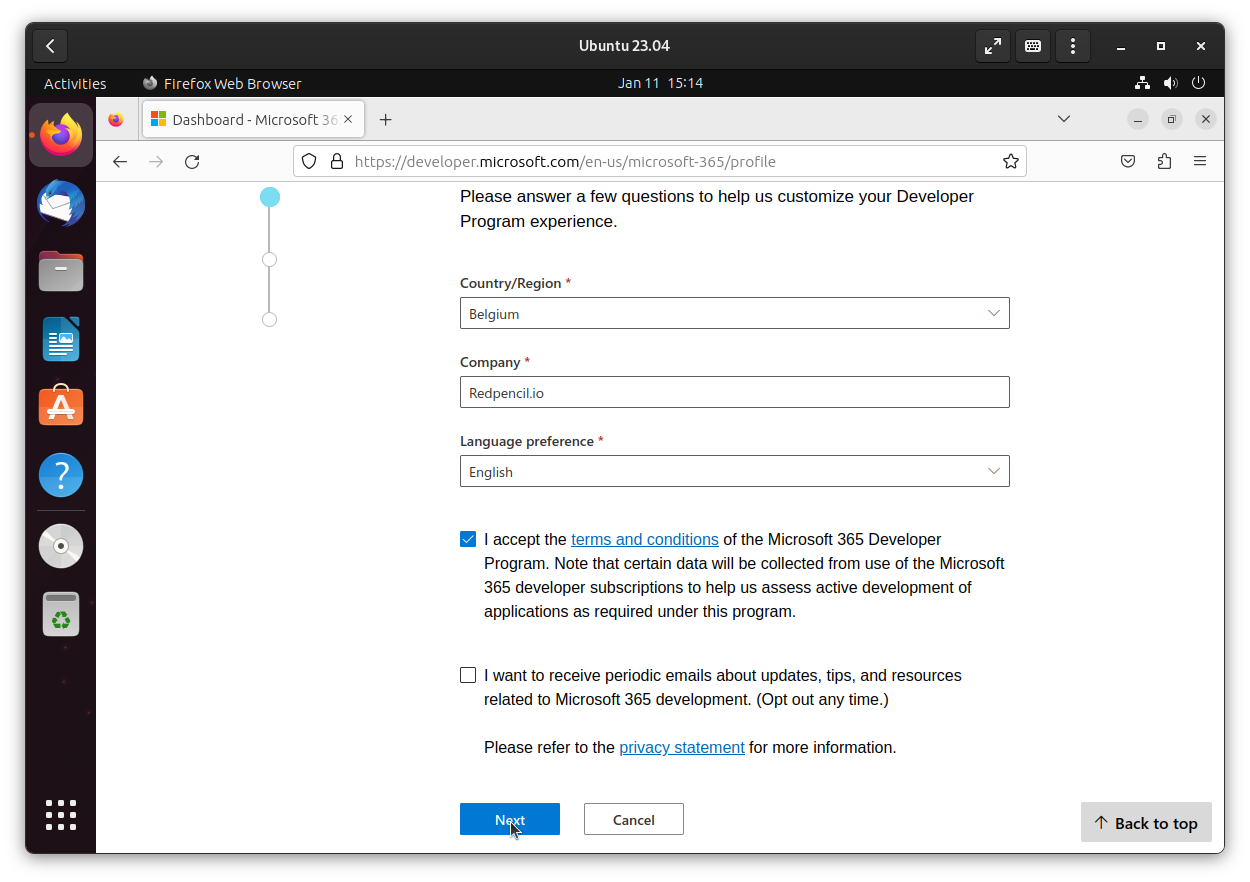 Ubuntu 23.04
Activities
Firefox Web Browser
Jan 11 15:14
Dashboard - Microsoft 36
https://developer.microsoft.com/en-us/microsoft-365/profile
Please answer a few questions to help us customize your Developer
Program experience.
Country/Region *
Belgium
Company *
Redpencil.io
Language preference *
English
I accept the terms and conditions of the Microsoft 365 Developer
Program. Note that certain data will be collected from use of the Microsoft
365 developer subscriptions to help us assess active development of
applications as required under this program.
I want to receive periodic emails about updates, tips, and resources
related to Microsoft 365 development. (Opt out any time.)
Please refer to the privacy statement for more information.
Next
Cancel
Back to top